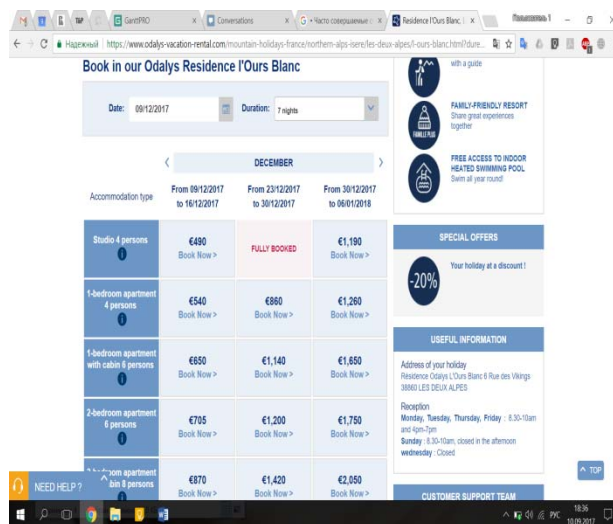 GanttPRO
Conversations
Часто совершаемые
Residence l'Ours Blanc, l
Надежный
https://www.odalys-vacation-rental.com/mountain-holidays-france/northern-alps-isere/les-deux-alpes/l-ours-blanc.html?dure...
Book in our Odalys Residence l'Ours Blanc
Date:
09/12/2017
Duration:
7 nights
DECEMBER
Accommodation type
From 09/12/2017
to 16/12/2017
From 23/12/2017
to 30/12/2017
From 30/12/2017
to 06/01/2018
Studio 4 persons
€490
Book Now >
FULLY BOOKED
€1,190
Book Now >
1-bedroom apartment
4 persons
€540
Book Now >
€860
Book Now >
€1,260
Book Now >
1-bedroom apartment
with cabin 6 persons
€650
Book Now >
€1,140
Book Now >
€1,650
Book Now >
2-bedroom apartment
6 persons
€705
Book Now >
€1,200
Book Now >
€1,750
Book Now >
€870
Book Now >
€1,420
Book Now >
€2,050
Book Now >
with a guide
FAMILLE PLUS
FAMILY-FRIENDLY RESORT
Share great experiences
together
FREE ACCESS TO INDOOR
HEATED SWIMMING POOL
Swim all year round!
SPECIAL OFFERS
-20%
Your holiday at a discount !
USEFUL INFORMATION
Address of your holiday
Résidence Odalys L'Ours Blanc 6 Rue des Vikings
38860 LES DEUX ALPES
Reception
Monday, Tuesday, Thursday, Friday : 8.30-10am
and 4pm-7pm
Sunday : 8.30-10am, closed in the afternoon
wednesday : Closed
TOP
CUSTOMER SUPPORT TEAM
NEED HELP ?
РУС
18:36
10.09.2017